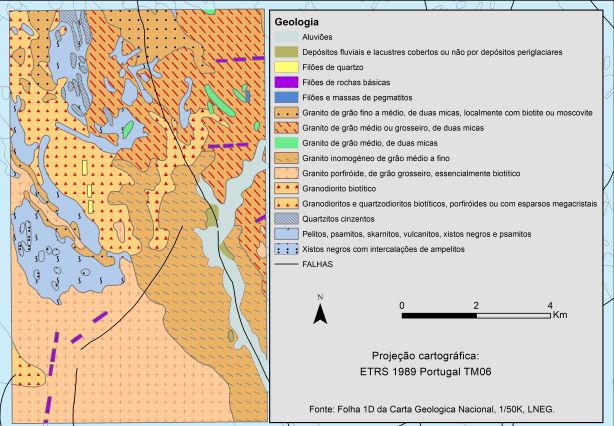 Geologia
Aluviões
Depósitos fluviais e lacustres cobertos ou não por depósitos periglaciares
Filões de quartzo
Filões de rochas básicas
Filões e massas de pegmatitos
Granito de grão fino a médio, de duas micas, localmente com biotite ou moscovite
Granito de grão médio ou grosseiro, de duas micas
Granito de grão médio, de duas micas
Granito inomogéneo de grão médio a fino
Granito porfiróide, de grão grosseiro, essencialmente biotítico
Granodiorito biotítico
Granodioritos e quartzodioritos biotíticos, porfiróides ou com esparsos megacristais
Quartzitos cinzentos
Pelitos, psamitos, skarnitos, vulcanitos, xistos negros e psamitos
Xistos negros com intercalações de ampelitos
FALHAS
N
0 2 4
Km
Projeção cartográfica:
ETRS 1989 Portugal TM06
Fonte: Folha 1D da Carta Geologica Nacional, 1/50K, LNEG.